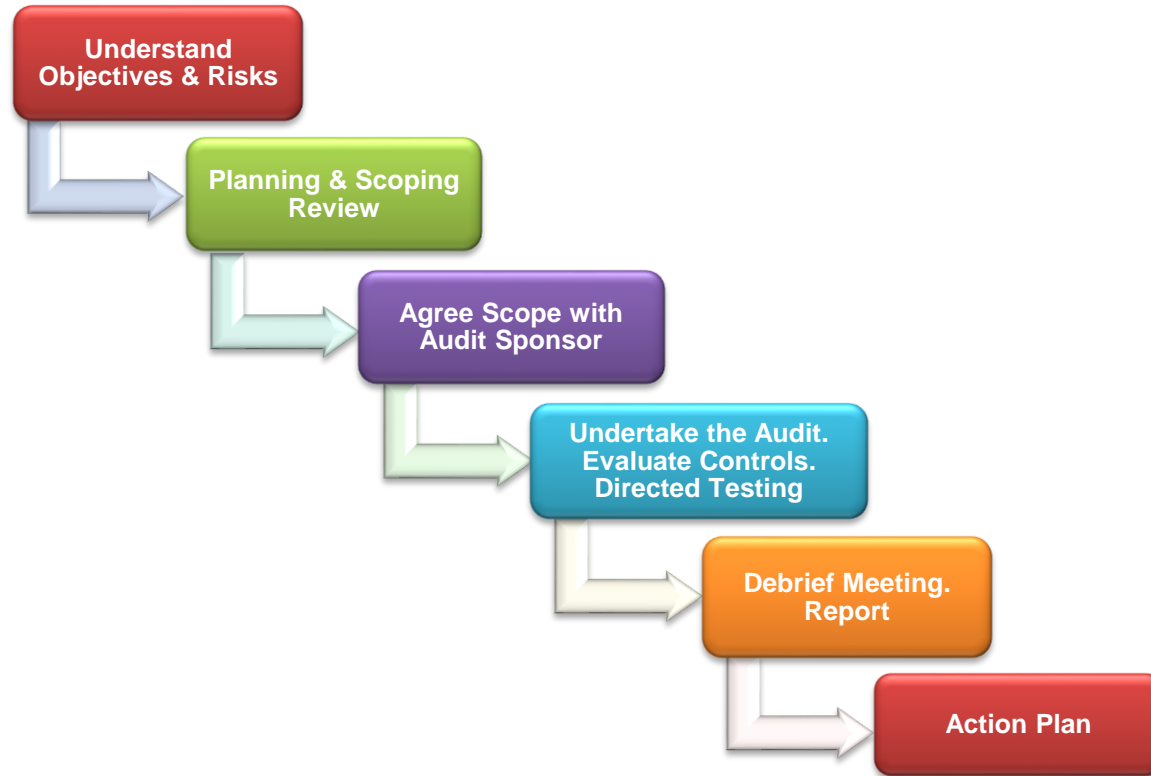 Understand
Objectives & Risks
Planning & Scoping
Review
Agree Scope with
Audit Sponsor
Undertake the Audit.
Evaluate Controls.
Directed Testing
Debrief Meeting.
Report
Action Plan